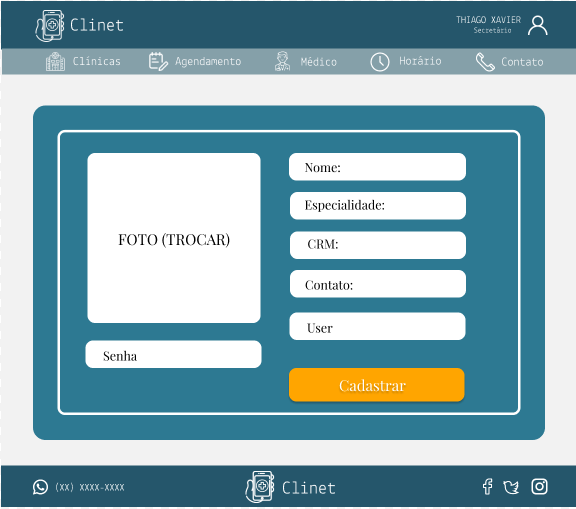 Clinet
THIAGO XAVIER
Secretário
Clínicas
Agendamento
Médico
Horário
Contato
FOTO (TROCAR)
Nome:
Especialidade:
CRM:
Contato:
User
Senha
Cadastrar
(XX) XXXX-XXXX
Clinet